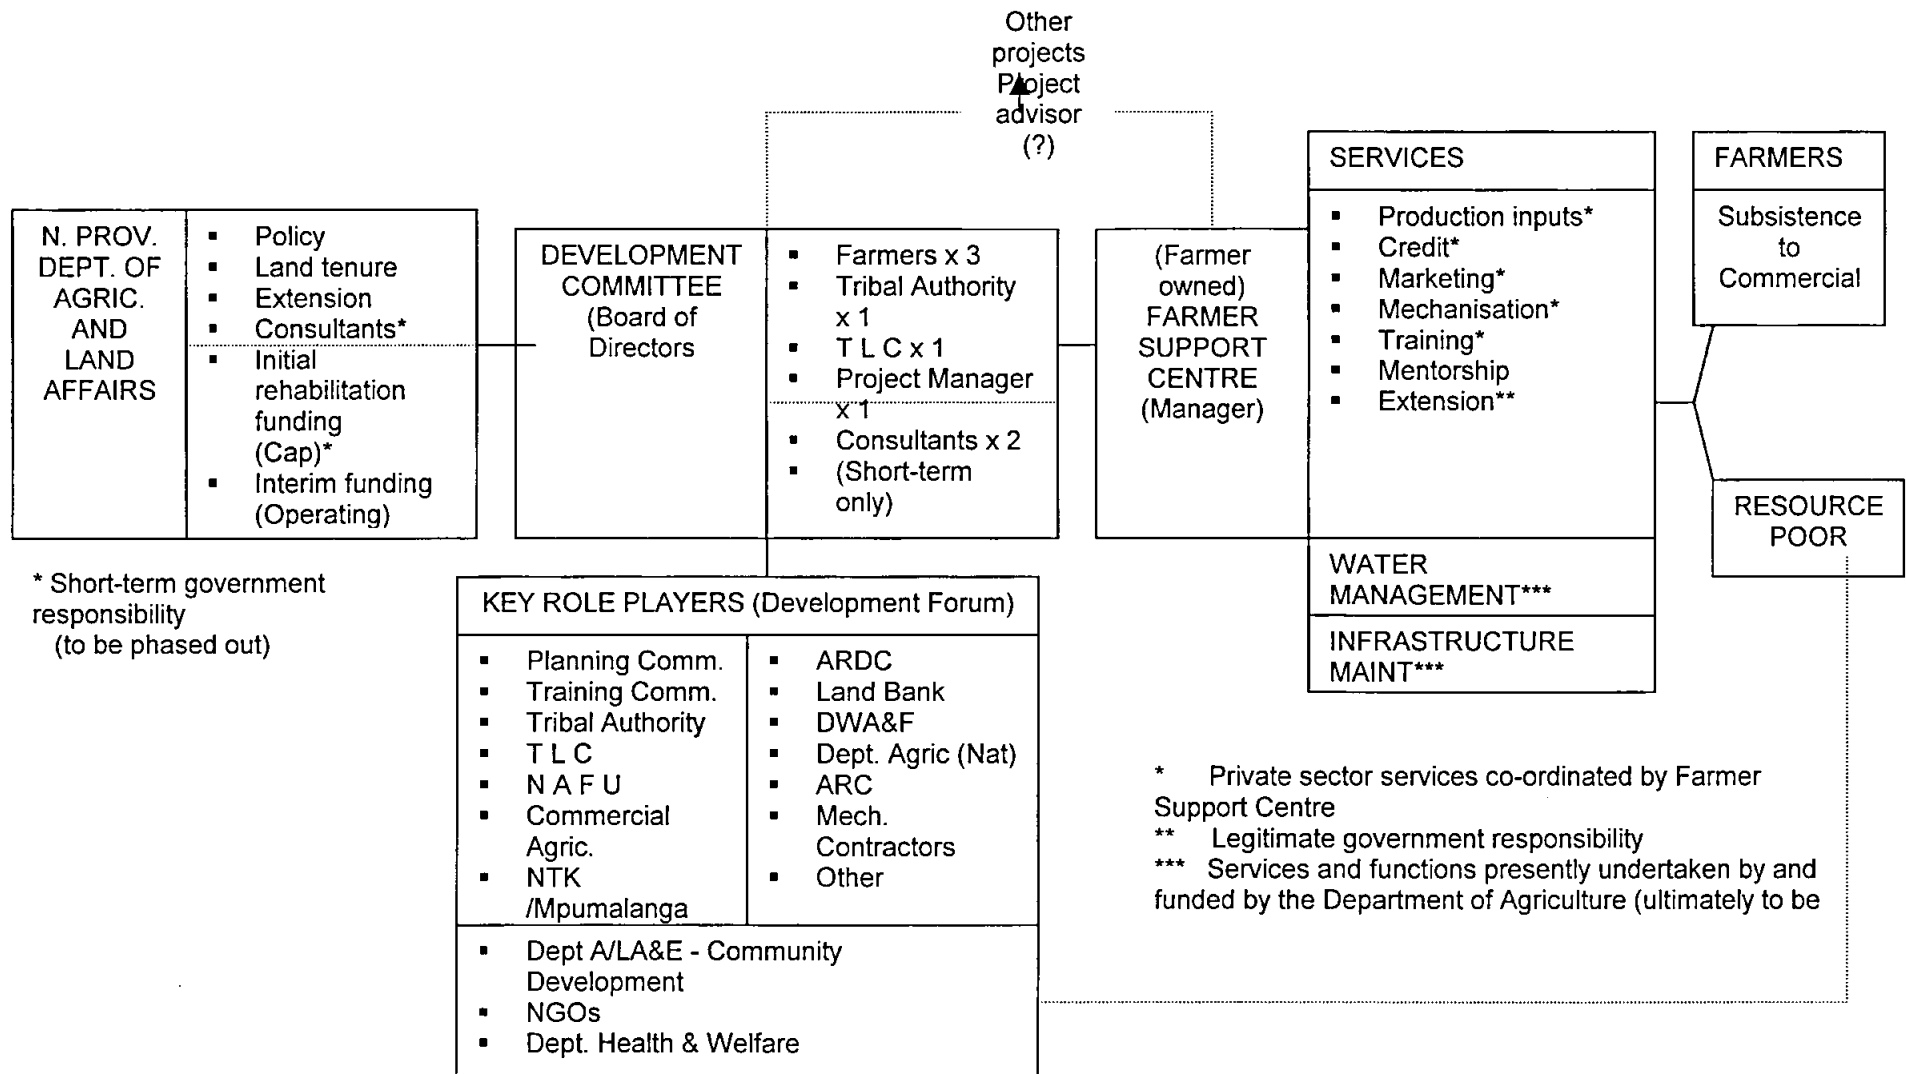 Other
projects
Project
advisor
(?)
N. PROV.
DEPT. OF
AGRIC.
AND
LAND
AFFAIRS
▪ Policy
▪ Land tenure
▪ Extension
▪ Consultants*
▪ Initial
rehabilitation
funding
(Cap)*
▪ Interim funding
(Operating)
* Short-term government
responsibility
(to be phased out)
DEVELOPMENT
COMMITTEE
(Board of
Directors
▪ Farmers x 3
▪ Tribal Authority
x 1
▪ T L C x 1
▪ Project Manager
x 1
▪ Consultants x 2
▪ (Short-term
only)
(Farmer
owned)
FARMER
SUPPORT
CENTRE
(Manager)
SERVICES
▪ Production inputs*
▪ Credit*
▪ Marketing*
▪ Mechanisation*
▪ Training*
▪ Mentorship
▪ Extension**
WATER
MANAGEMENT***
INFRASTRUCTURE
MAINT***
FARMERS
Subsistence
to
Commercial
RESOURCE
POOR
KEY ROLE PLAYERS (Development Forum)
▪ Planning Comm.
▪ Training Comm.
▪ Tribal Authority
▪ T L C
▪ N A F U
▪ Commercial
Agric.
▪ NTK
/Mpumalanga
▪ ARDC
▪ Land Bank
▪ DWA&F
▪ Dept. Agric (Nat)
▪ ARC
▪ Mech.
Contractors
▪ Other
▪ Dept A/LA&E - Community
Development
▪ NGOs
▪ Dept. Health & Welfare
* Private sector services co-ordinated by Farmer
Support Centre
** Legitimate government responsibility
*** Services and functions presently undertaken by and
funded by the Department of Agriculture (ultimately to be